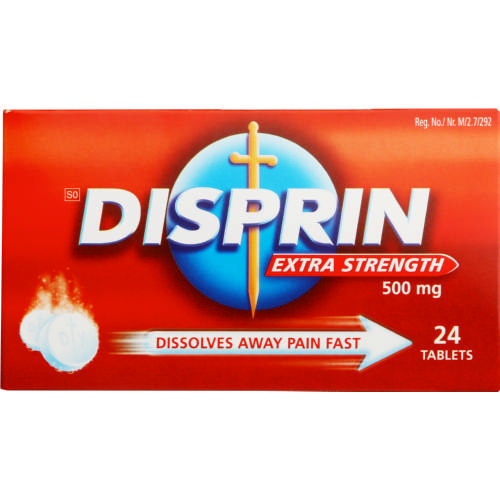 Reg. No./ Nr. M/2.7/292
S0
DISPRIN
EXTRA STRENGTH
500 mg
DISSOLVES AWAY PAIN FAST
24
TABLETS